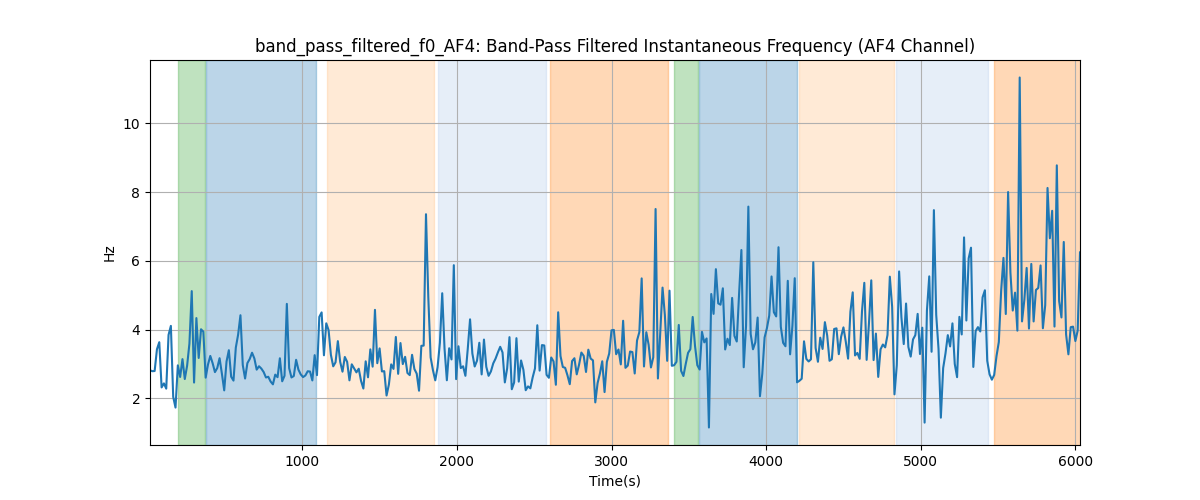 band_pass_filtered_f0_AF4: Band-Pass Filtered Instantaneous Frequency (AF4 Channel)
10
8
6
4
2
Hz
1000 2000 3000 4000 5000 6000
Time(s)